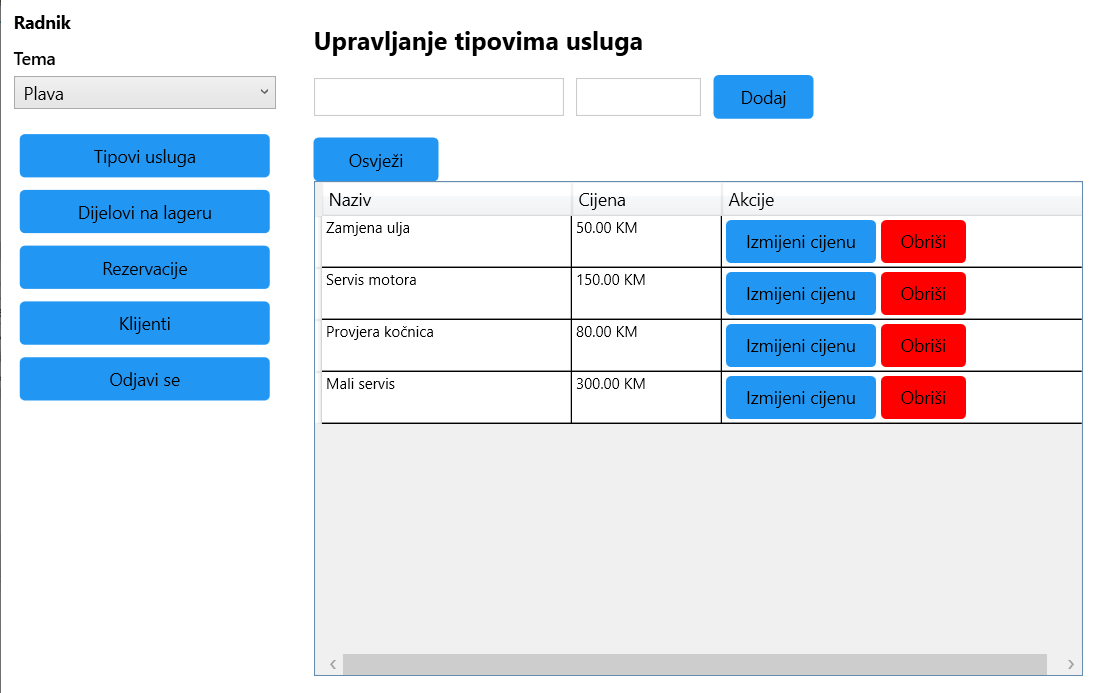 Radnik
Tema
Plava
Tipovi usluga
Dijelovi na lageru
Rezervacije
Klijenti
Odjavi se
Upravljanje tipovima usluga
Dodaj
Osvježi
Naziv Cijena Akcije
Zamjena ulja 50.00 KM Izmijeni cijenu Obriši
Servis motora 150.00 KM Izmijeni cijenu Obriši
Provjera kočnica 80.00 KM Izmijeni cijenu Obriši
Mali servis 300.00 KM Izmijeni cijenu Obriši